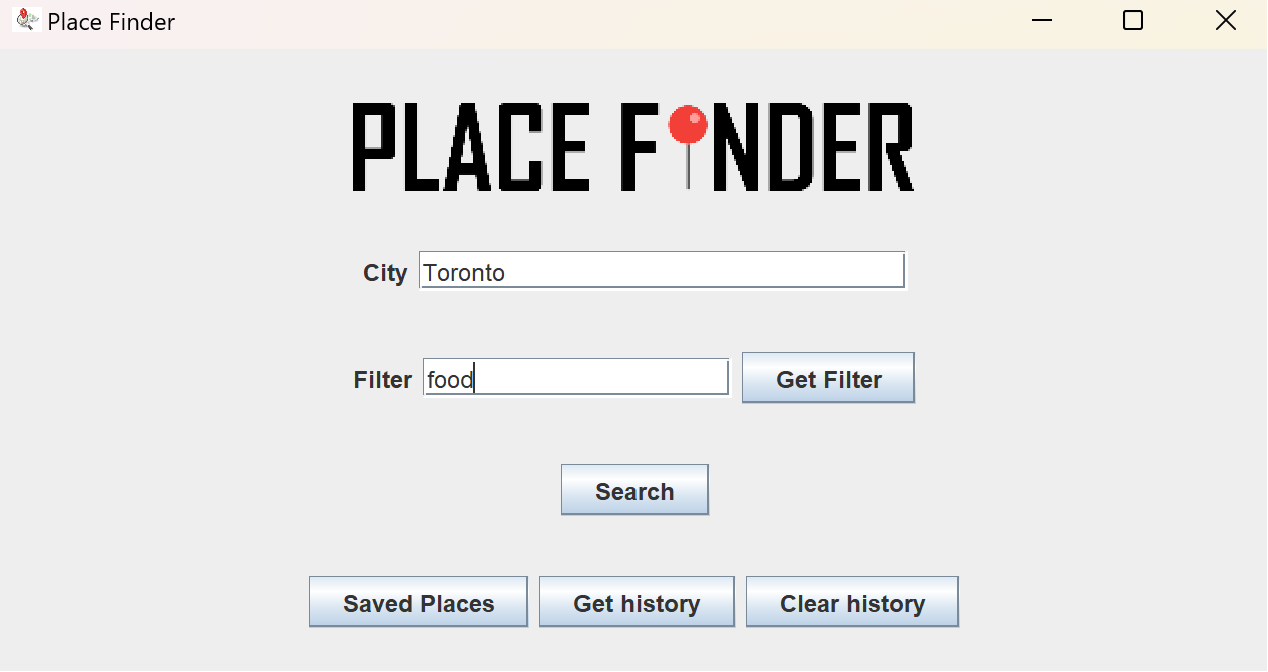 Place Finder
PLACE FINDER
City Toronto
Filter food Get Filter
Search
Saved Places Get history Clear history